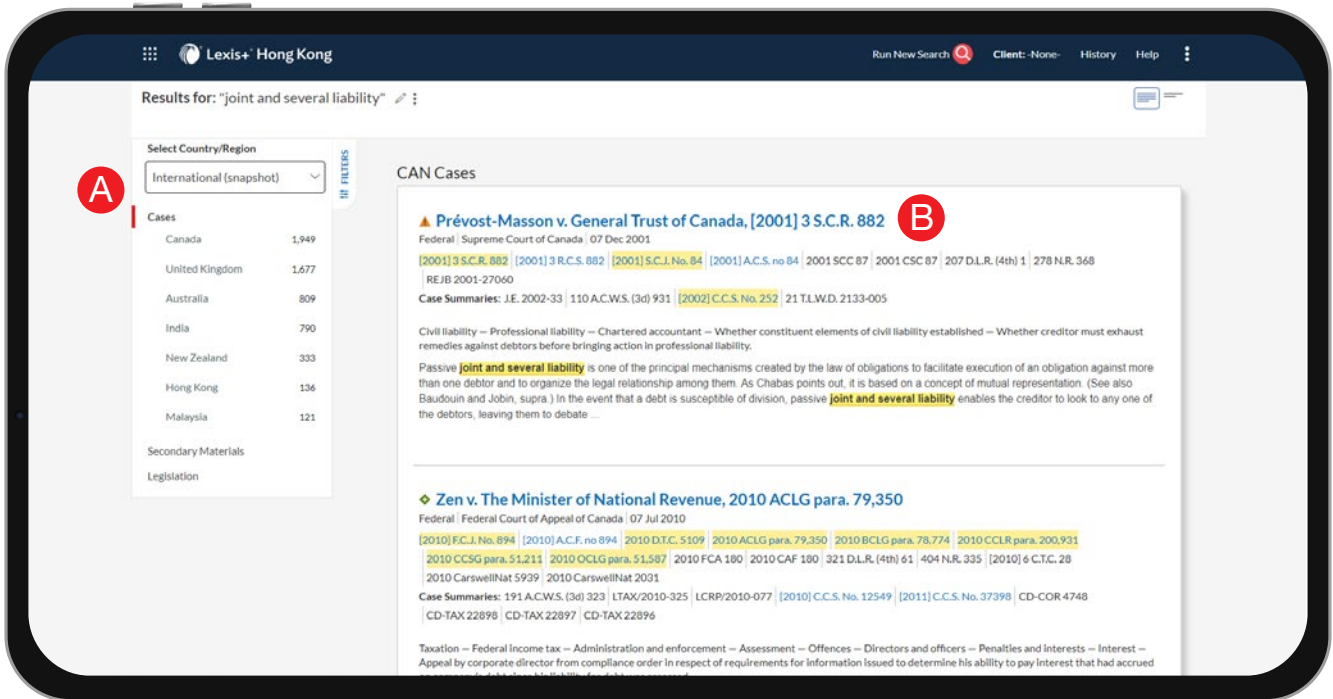 Lexis+ Hong Kong
Run New Search
Client: -None-
History
Help
Results for: "joint and several liability"
Select Country/Region
International (snapshot)
FILTERS
A
Cases
Canada 1,949
United Kingdom 1,677
Australia 809
India 790
New Zealand 333
Hong Kong 136
Malaysia 121
Secondary Materials
Legislation
CAN Cases
Prévost-Masson v. General Trust of Canada, [2001] 3 S.C.R. 882
B
Federal | Supreme Court of Canada | 07 Dec 2001
[2001] 3 S.C.R. 882 | [2001] 3 R.C.S. 882 | [2001] S.C.J. No. 84 | [2001] A.C.S. no 84 | 2001 SCC 87 | 2001 CSC 87 | 207 D.L.R. (4th) 1 | 278 N.R. 368
REJB 2001-27060
Case Summaries: J.E. 2002-33 | 110 A.C.W.S. (3d) 931 | [2002] C.C.S. No. 252 | 21 T.L.W.D. 2133-005
Civil liability — Professional liability — Chartered accountant — Whether constituent elements of civil liability established — Whether creditor must exhaust
remedies against debtors before bringing action in professional liability.
Passive joint and several liability is one of the principal mechanisms created by the law of obligations to facilitate execution of an obligation against more
than one debtor and to organize the legal relationship among them. As Chabas points out, it is based on a concept of mutual representation. (See also
Baudouin and Jobin, supra.) In the event that a debt is susceptible of division, passive joint and several liability enables the creditor to look to any one of
the debtors, leaving them to debate ...
Zen v. The Minister of National Revenue, 2010 ACLG para. 79,350
Federal | Federal Court of Appeal of Canada | 07 Jul 2010
[2010] F.C.J. No. 894 | [2010] A.C.F. no 894 | 2010 D.T.C. 5109 | 2010 ACLG para. 79,350 | 2010 BCLG para. 78,774 | 2010 CCLR para. 200,931
2010 CCSG para. 51,211 | 2010 OCLG para. 51,587 | 2010 FCA 180 | 2010 CAF 180 | 321 D.L.R. (4th) 61 | 404 N.R. 335 | [2010] 6 C.T.C. 28
2010 CarswellNat 5939 | 2010 CarswellNat 2031
Case Summaries: 191 A.C.W.S. (3d) 323 | LTAX/2010-325 | LCRP/2010-077 | [2010] C.C.S. No. 12549 | [2011] C.C.S. No. 37398 | CD-COR 4748
CD-TAX 22898 | CD-TAX 22897 | CD-TAX 22896
Taxation — Federal income tax — Administration and enforcement — Assessment — Offences — Directors and officers — Penalties and interests — Interest —
Appeal by corporate director from compliance order in respect of requirements for information issued to determine his ability to pay interest that had accrued